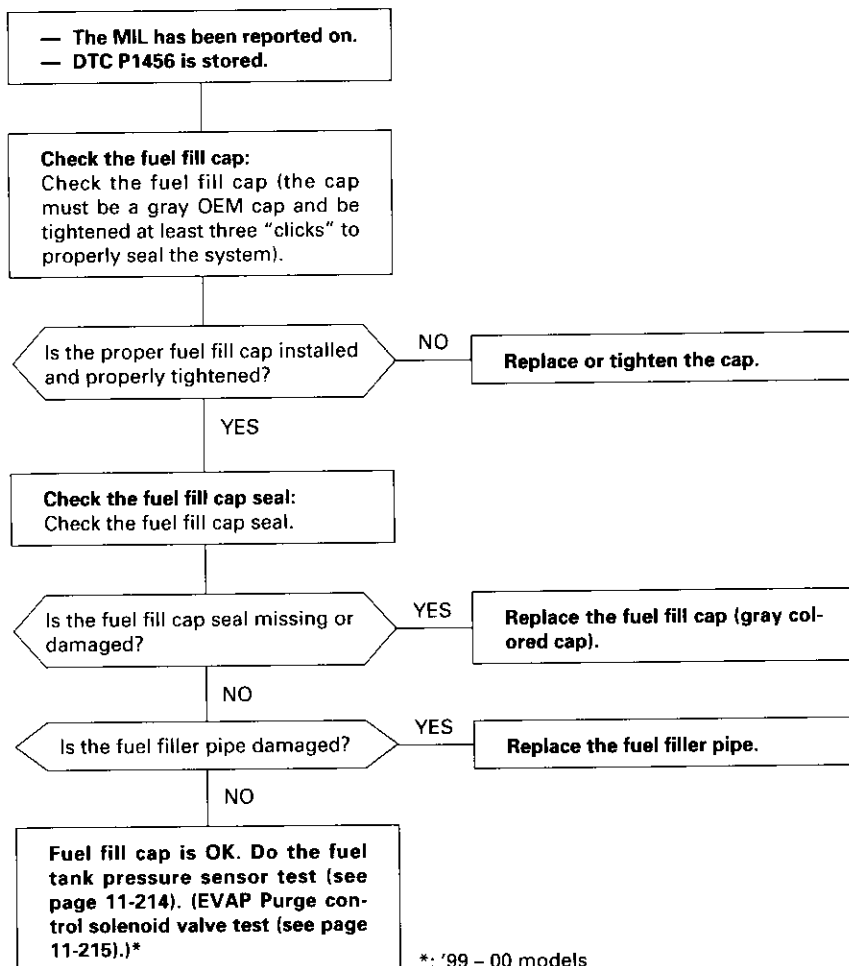 — The MIL has been reported on.
— DTC P1456 is stored.
Check the fuel fill cap:
Check the fuel fill cap (the cap
must be a gray OEM cap and be
tightened at least three "clicks" to
properly seal the system).
Is the proper fuel fill cap installed
and properly tightened?
NO
Replace or tighten the cap.
YES
Check the fuel fill cap seal:
Check the fuel fill cap seal.
Is the fuel fill cap seal missing or
damaged?
YES
Replace the fuel fill cap (gray col-
ored cap).
NO
Is the fuel filler pipe damaged?
YES
Replace the fuel filler pipe.
NO
Fuel fill cap is OK. Do the fuel
tank pressure sensor test (see
page 11-214). (EVAP Purge con-
trol solenoid valve test (see page
11-215).)*
*: '99 – 00 models